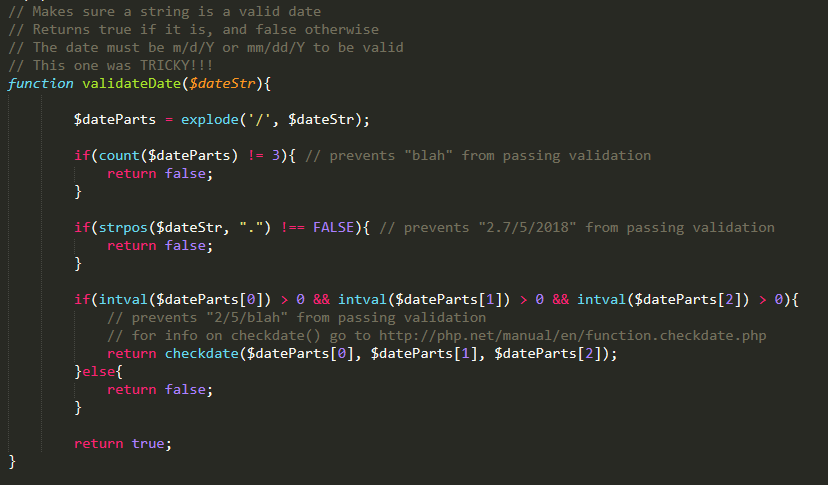 // Makes sure a string is a valid date
// Returns true if it is, and false otherwise
// The date must be m/d/Y or mm/dd/Y to be valid
// This one was TRICKY!!!
function validateDate($dateStr){
$dateParts = explode('/', $dateStr);
if(count($dateParts) != 3){ // prevents "blah" from passing validation
return false;
}
if(strpos($dateStr, ".") !== FALSE){ // prevents "2.7/5/2018" from passing validation
return false;
}
if(intval($dateParts[0]) > 0 && intval($dateParts[1]) > 0 && intval($dateParts[2]) > 0){
// prevents "2/5/blah" from passing validation
// for info on checkdate() go to http://php.net/manual/en/function.checkdate.php
return checkdate($dateParts[0], $dateParts[1], $dateParts[2]);
}else{
return false;
}
return true;
}